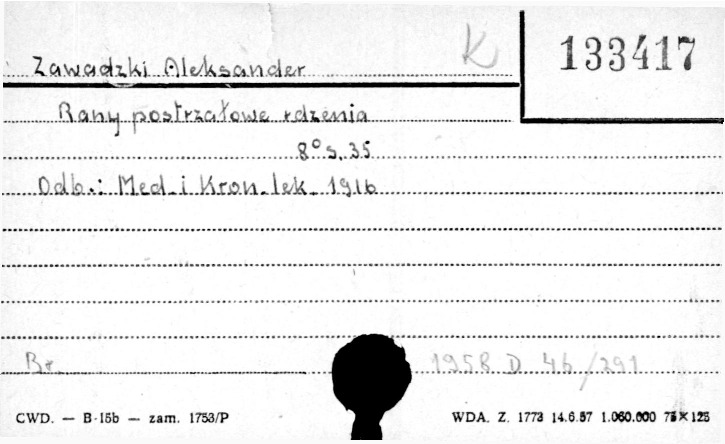 Zawadzki Aleksander
K
133417
Rany postrzałowe rdzenia
8° s. 35
Odb.: Med. i Kron. lek. 1916
Br.
1958 D 46/291
CWD. — B-15b — zam. 1753/P
WDA. Z. 1773 14.6.57 1.060.000 75×125